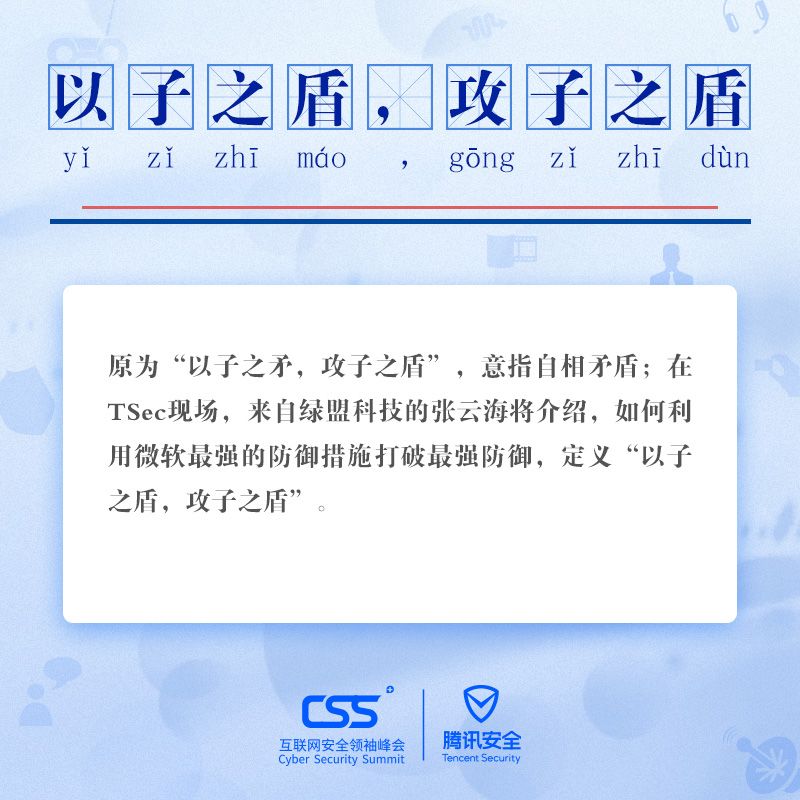 以子之盾，攻子之盾
yǐ zǐ zhī máo ， gōng zǐ zhī dùn
原为“以子之矛，攻子之盾”，意指自相矛盾；在
TSec现场，来自绿盟科技的张云海将介绍，如何利
用微软最强的防御措施打破最强防御，定义“以子
之盾，攻子之盾”。
CSS
互联网安全领袖峰会
Cyber Security Summit
腾讯安全
Tencent Security